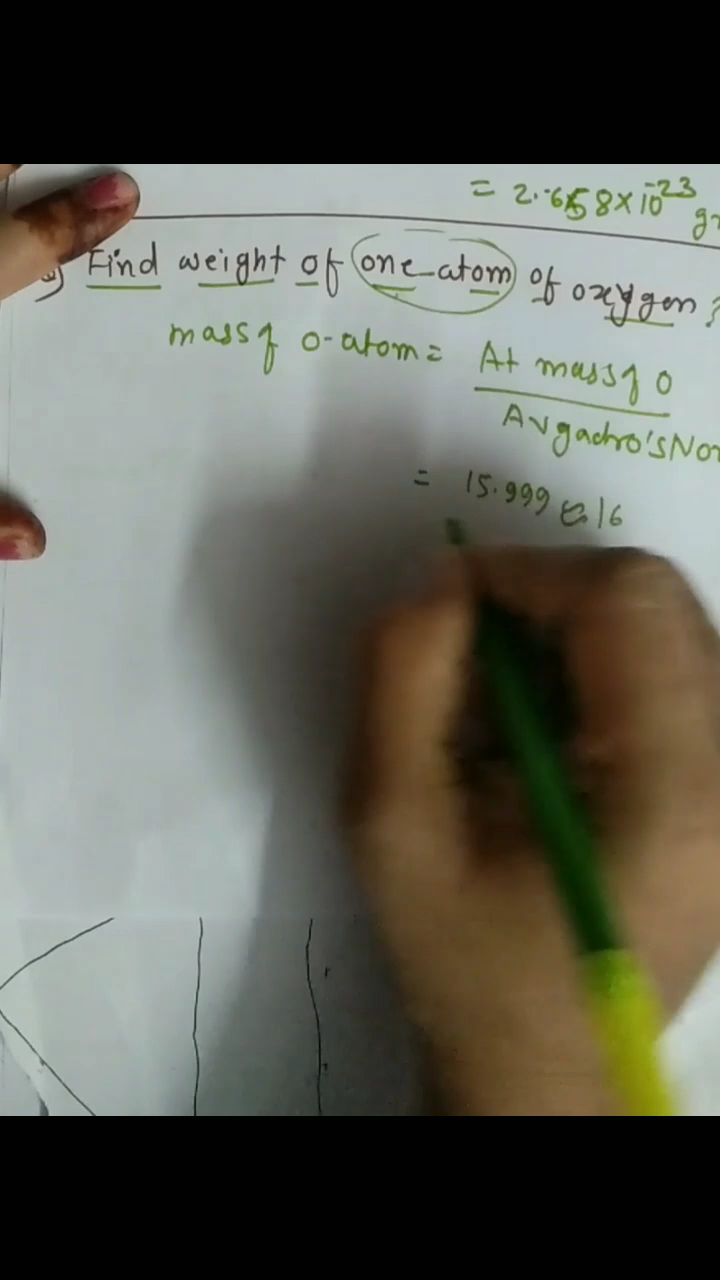 = 2.658×10⁻²³
Find weight of one atom of oxygen?
mass of O-atom = At mass of O
Avgadro's No
= 15.999 ≈ 16